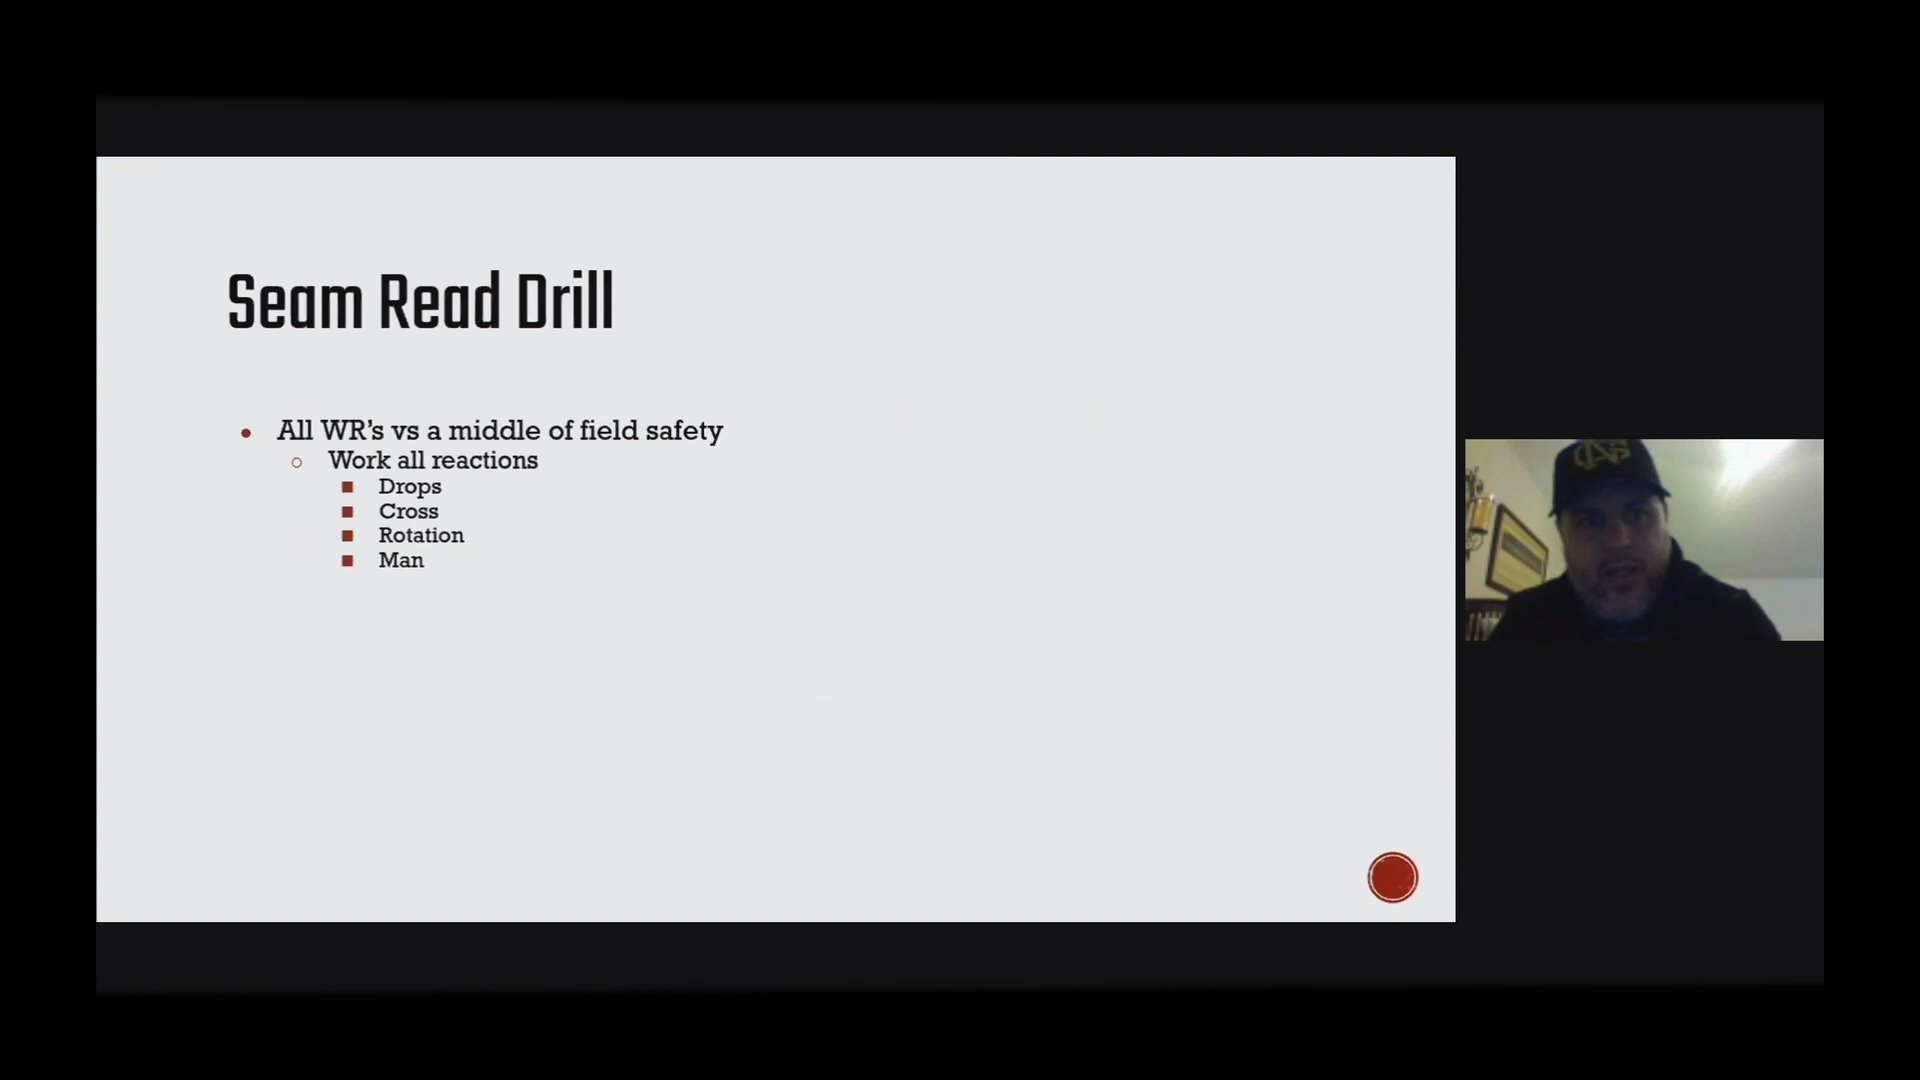 Seam Read Drill
All WR's vs a middle of field safety
Work all reactions
Drops
Cross
Rotation
Man